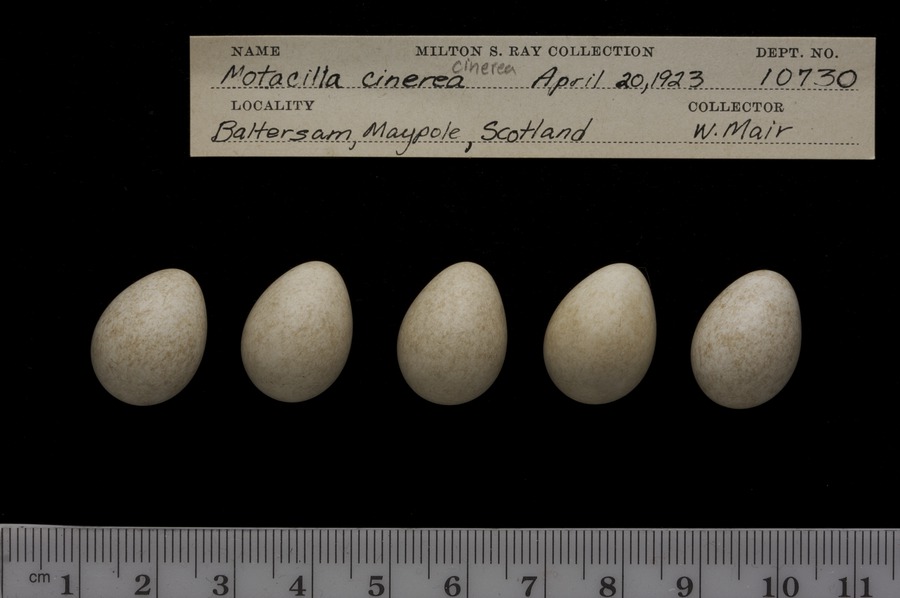 NAME MILTON S. RAY COLLECTION DEPT. NO.
cinerea
Motacilla cinerea April 20, 1923 10730
LOCALITY COLLECTOR
Baltersam, Maypole, Scotland W. Mair
cm 1 2 3 4 5 6 7 8 9 10 11